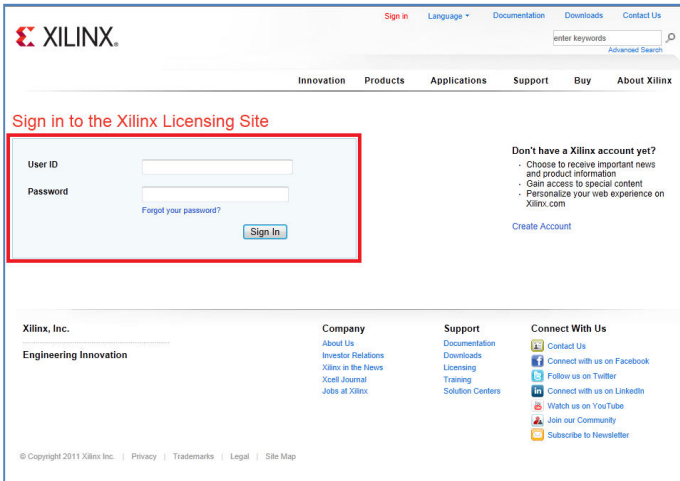 Sign in Language Documentation Downloads Contact Us
XILINX®
enter keywords
Advanced Search
Innovation Products Applications Support Buy About Xilinx
Sign in to the Xilinx Licensing Site
User ID
Password
Forgot your password?
Sign In
Don't have a Xilinx account yet?
Choose to receive important news
and product information
Gain access to special content
Personalize your web experience on
Xilinx.com
Create Account
Xilinx, Inc.
Engineering Innovation
Company
About Us
Investor Relations
Xilinx in the News
Xcell Journal
Jobs at Xilinx
Support
Documentation
Downloads
Licensing
Training
Solution Centers
Connect With Us
Contact Us
Connect with us on Facebook
Follow us on Twitter
Connect with us on LinkedIn
Watch us on YouTube
Join our Community
Subscribe to Newsletter
© Copyright 2011 Xilinx Inc. | Privacy | Trademarks | Legal | Site Map